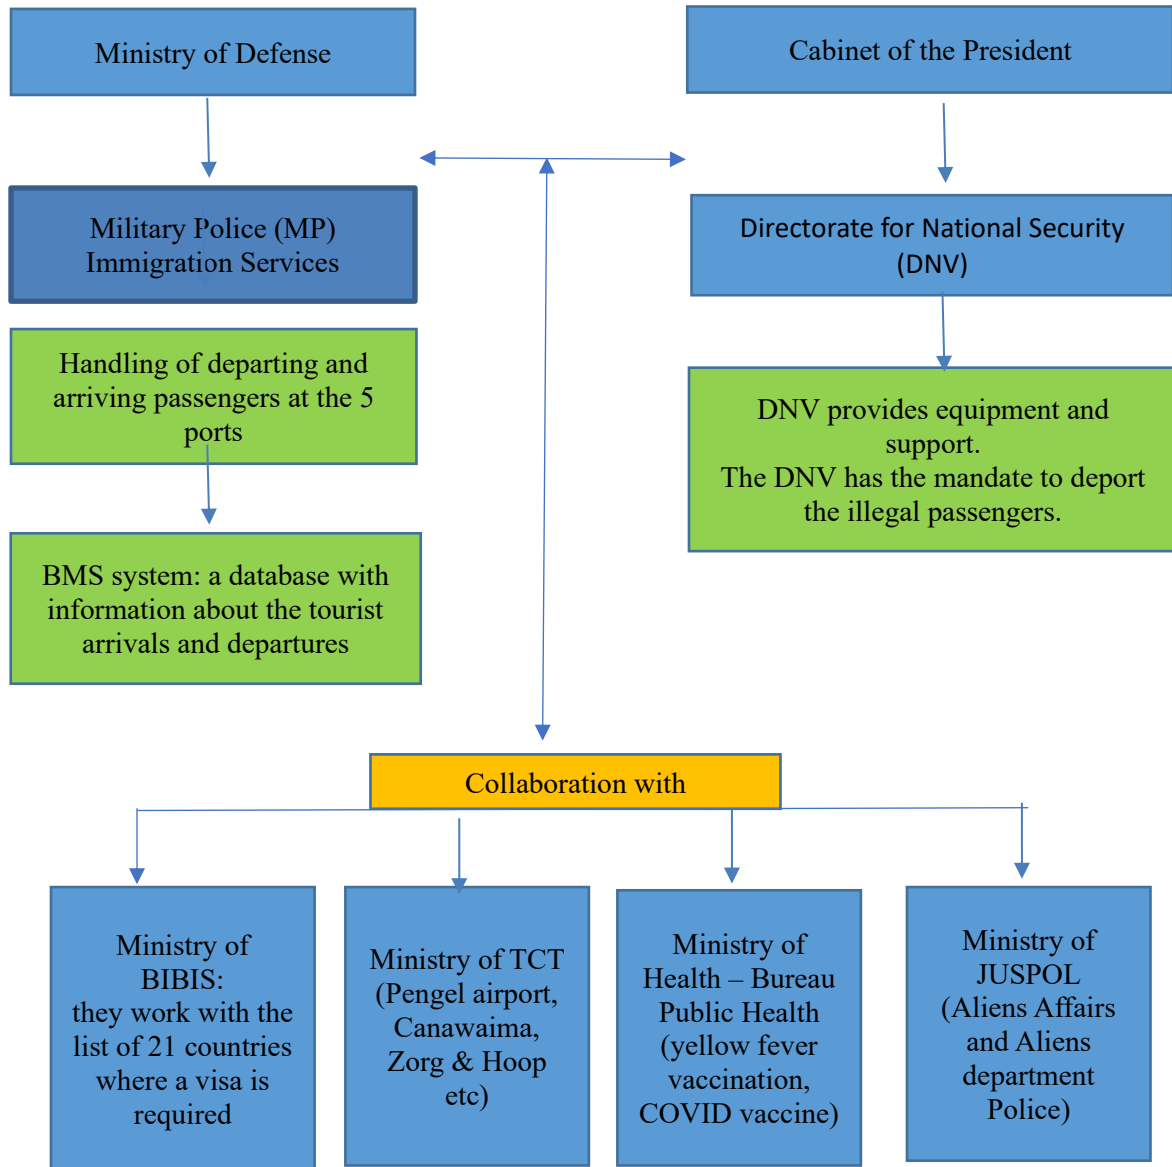 Ministry of Defense
Cabinet of the President
Military Police (MP)
Immigration Services
Directorate for National Security
(DNV)
Handling of departing and
arriving passengers at the 5
ports
DNV provides equipment and
support.
The DNV has the mandate to deport
the illegal passengers.
BMS system: a database with
information about the tourist
arrivals and departures
Collaboration with
Ministry of
BIBIS:
they work with the
list of 21 countries
where a visa is
required
Ministry of TCT
(Pengel airport,
Canawaima,
Zorg & Hoop
etc)
Ministry of
Health – Bureau
Public Health
(yellow fever
vaccination,
COVID vaccine)
Ministry of
JUSPOL
(Aliens Affairs
and Aliens
department
Police)